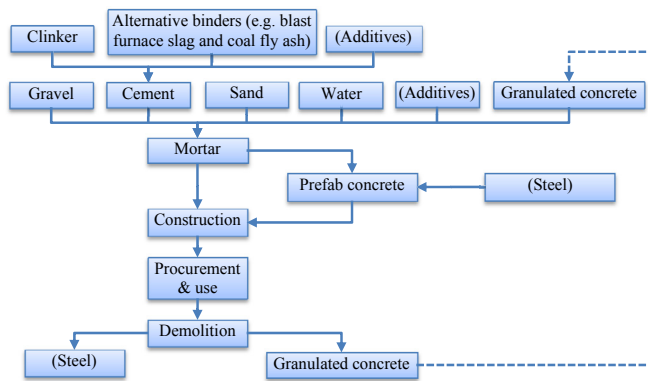 Clinker
Alternative binders (e.g. blast
furnace slag and coal fly ash)
(Additives)
Gravel
Cement
Sand
Water
(Additives)
Granulated concrete
Mortar
Prefab concrete
(Steel)
Construction
Procurement
& use
Demolition
(Steel)
Granulated concrete